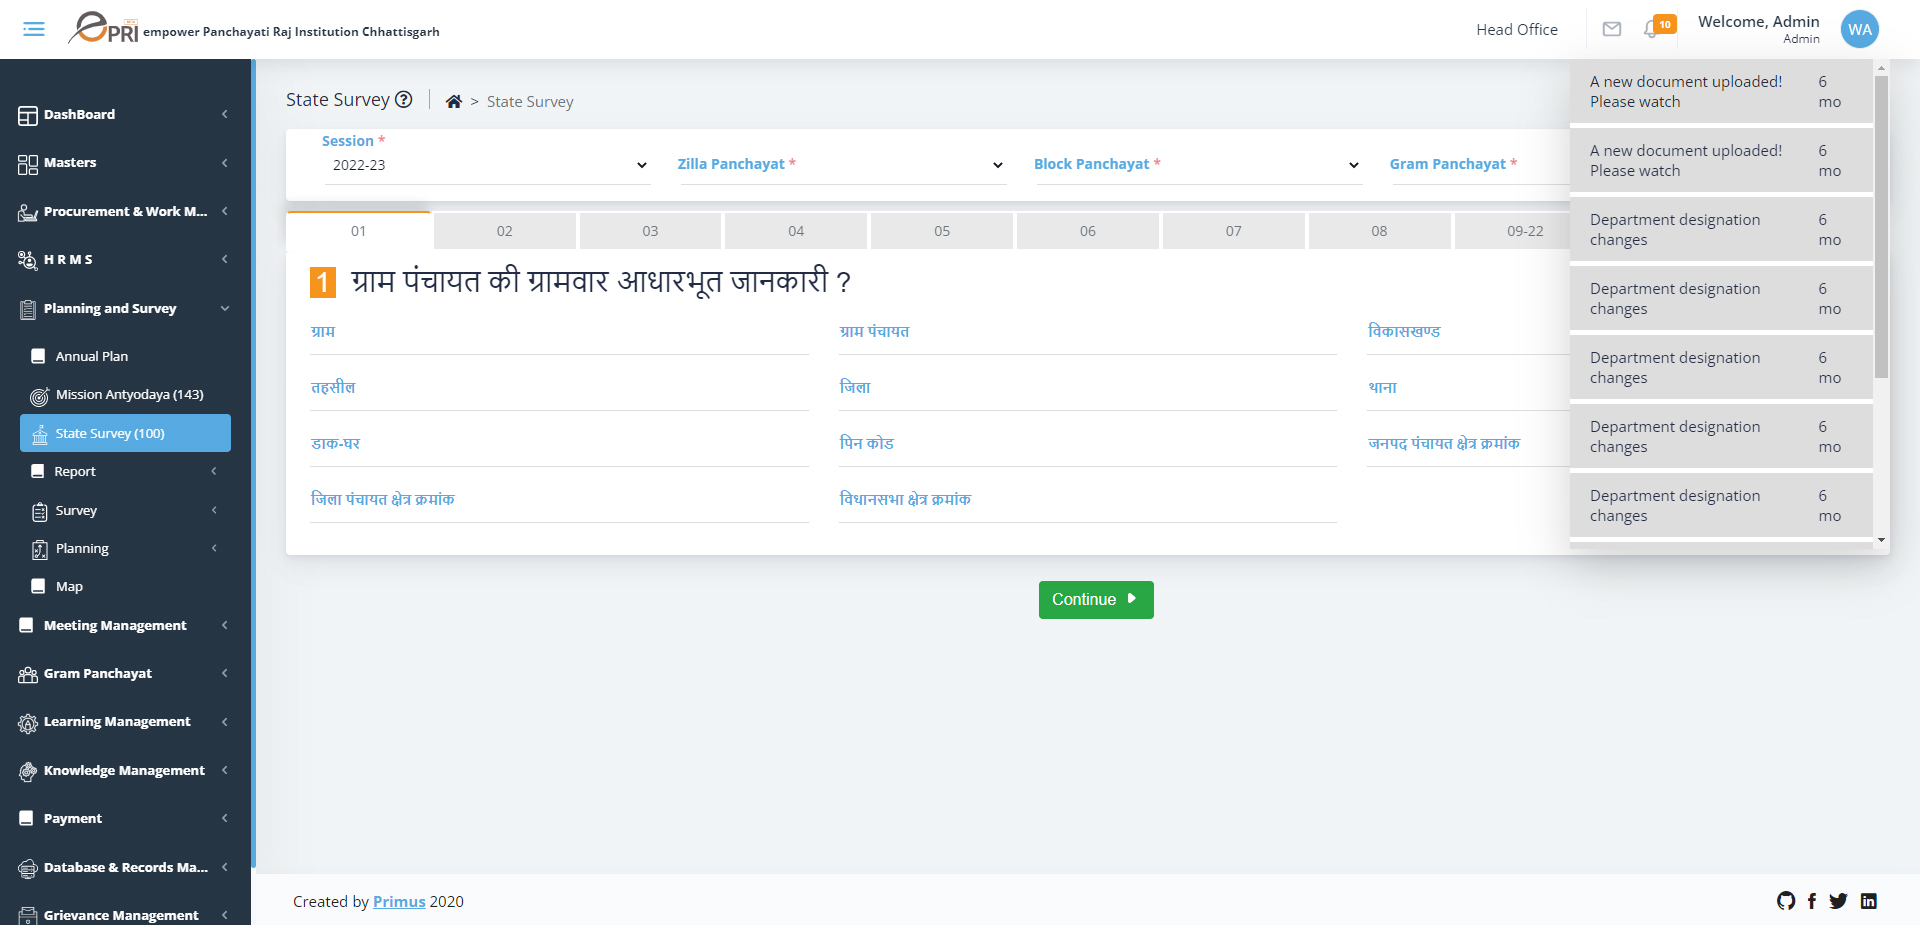 ePRI
empower Panchayati Raj Institution Chhattisgarh
Head Office
10
Welcome, Admin
Admin
WA
DashBoard
Masters
Procurement & Work M...
H R M S
Planning and Survey
Annual Plan
Mission Antyodaya (143)
State Survey (100)
Report
Survey
Planning
Map
Meeting Management
Gram Panchayat
Learning Management
Knowledge Management
Payment
Database & Records Ma...
Grievance Management
State Survey
> State Survey
Session *
2022-23
Zilla Panchayat *
Block Panchayat *
Gram Panchayat *
01 02 03 04 05 06 07 08 09-22
1 ग्राम पंचायत की ग्रामवार आधारभूत जानकारी ?
ग्राम
ग्राम पंचायत
विकासखण्ड
तहसील
जिला
थाना
डाक-घर
पिन कोड
जनपद पंचायत क्षेत्र क्रमांक
जिला पंचायत क्षेत्र क्रमांक
विधानसभा क्षेत्र क्रमांक
Continue
A new document uploaded! 6
Please watch mo
A new document uploaded! 6
Please watch mo
Department designation 6
changes mo
Department designation 6
changes mo
Department designation 6
changes mo
Department designation 6
changes mo
Department designation 6
changes mo
Created by Primus 2020